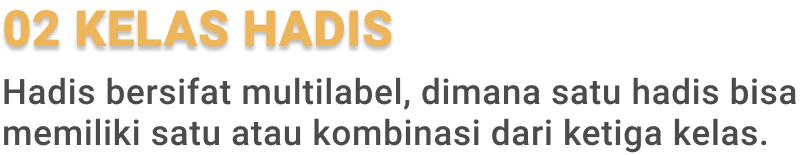 02 KELAS HADIS
Hadis bersifat multilabel, dimana satu hadis bisa
memiliki satu atau kombinasi dari ketiga kelas.